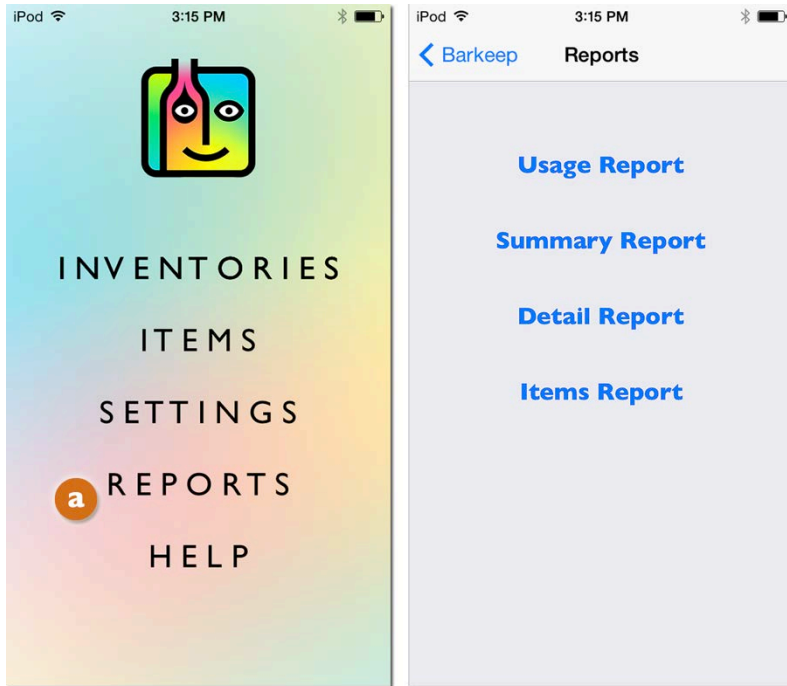 iPod 3:15 PM
INVENTORIES
ITEMS
SETTINGS
a REPORTS
HELP
iPod 3:15 PM
Barkeep Reports
Usage Report
Summary Report
Detail Report
Items Report